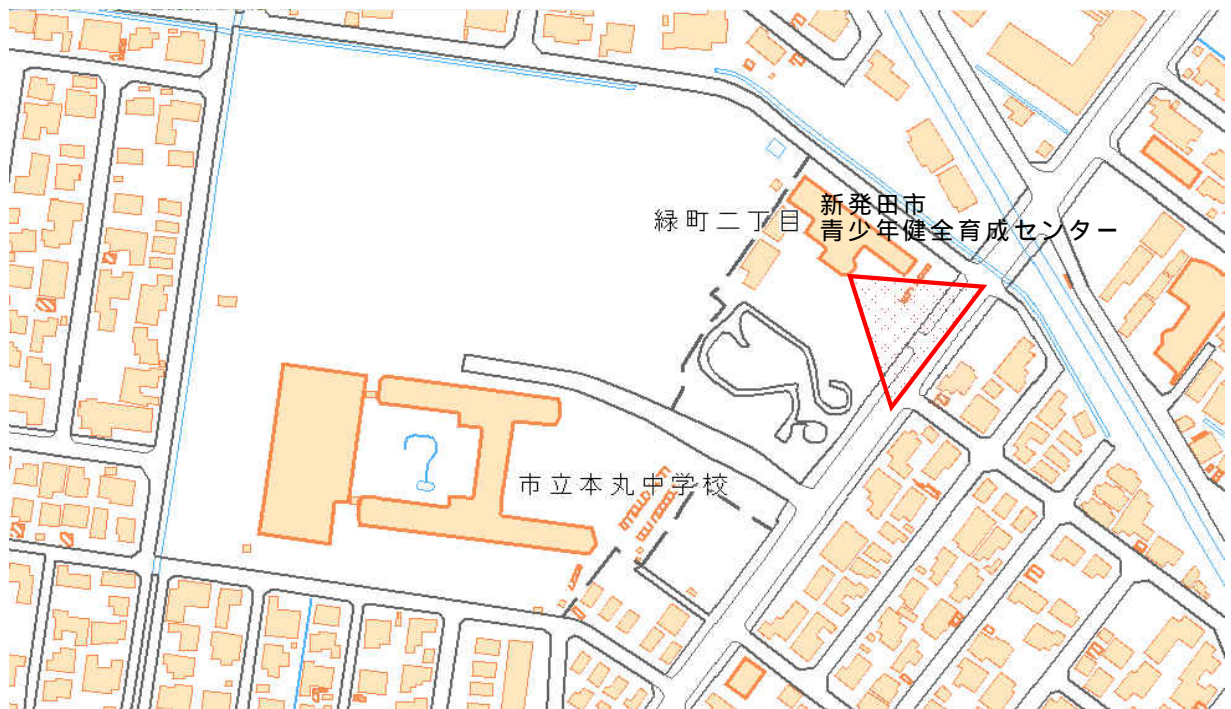 新発田市
緑町二丁目
青少年健全育成センター
市立本丸中学校